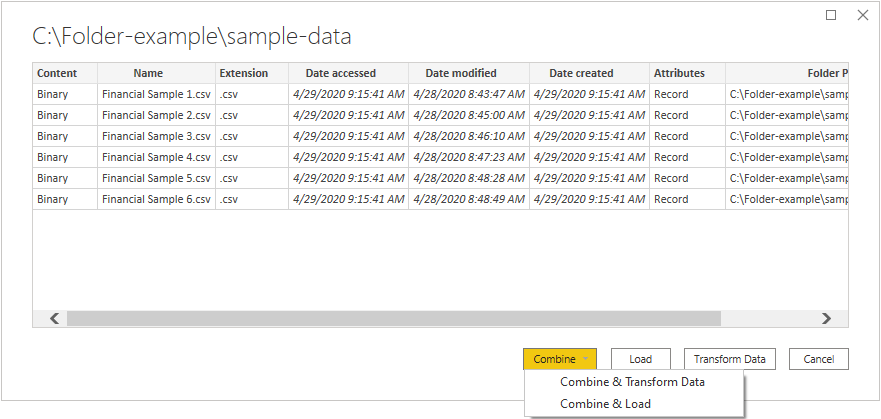 C:\Folder-example\sample-data
Content Name Extension Date accessed Date modified Date created Attributes Folder P
Binary Financial Sample 1.csv .csv 4/29/2020 9:15:41 AM 4/28/2020 8:43:47 AM 4/29/2020 9:15:41 AM Record C:\Folder-example\samp
Binary Financial Sample 2.csv .csv 4/29/2020 9:15:41 AM 4/28/2020 8:45:00 AM 4/29/2020 9:15:41 AM Record C:\Folder-example\samp
Binary Financial Sample 3.csv .csv 4/29/2020 9:15:41 AM 4/28/2020 8:46:10 AM 4/29/2020 9:15:41 AM Record C:\Folder-example\samp
Binary Financial Sample 4.csv .csv 4/29/2020 9:15:41 AM 4/28/2020 8:47:23 AM 4/29/2020 9:15:41 AM Record C:\Folder-example\samp
Binary Financial Sample 5.csv .csv 4/29/2020 9:15:41 AM 4/28/2020 8:48:28 AM 4/29/2020 9:15:41 AM Record C:\Folder-example\samp
Binary Financial Sample 6.csv .csv 4/29/2020 9:15:41 AM 4/28/2020 8:48:49 AM 4/29/2020 9:15:41 AM Record C:\Folder-example\samp
Combine Load Transform Data Cancel
Combine & Transform Data
Combine & Load